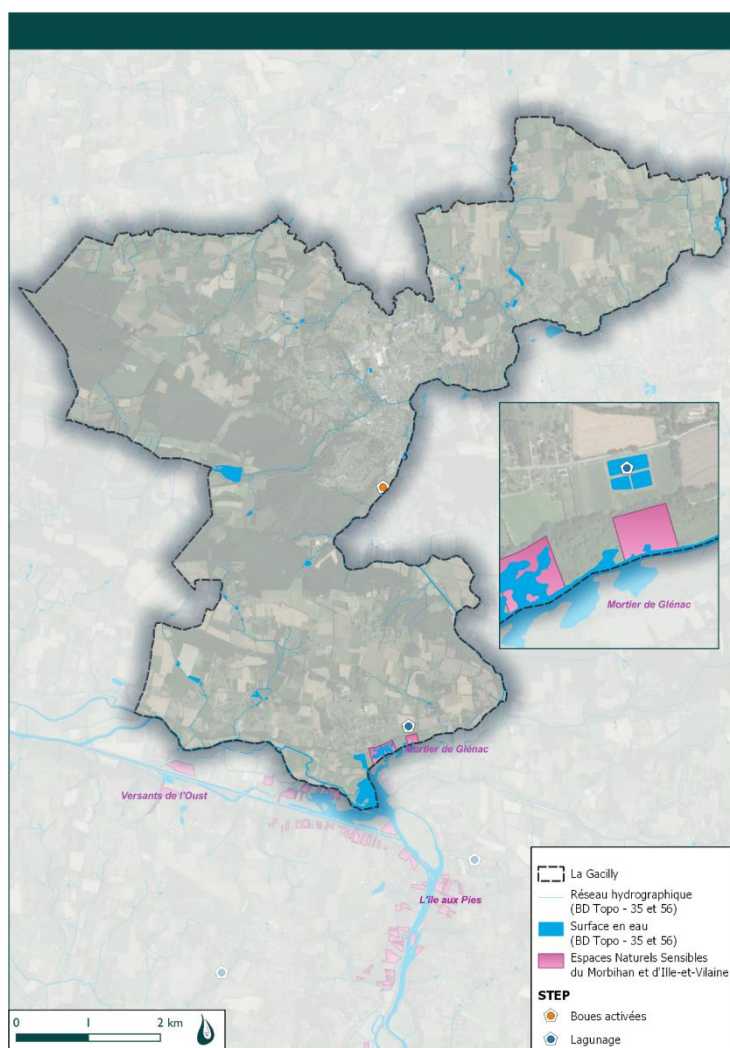 Mortier de Glénac
Mortier de Glénac
Versants de l'Oust
L'île aux Pies
La Gacilly
Réseau hydrographique
(BD Topo - 35 et 56)
Surface en eau
(BD Topo - 35 et 56)
Espaces Naturels Sensibles
du Morbihan et d'Ille-et-Vilaine
STEP
Boues activées
Lagunage
0 1 2 km